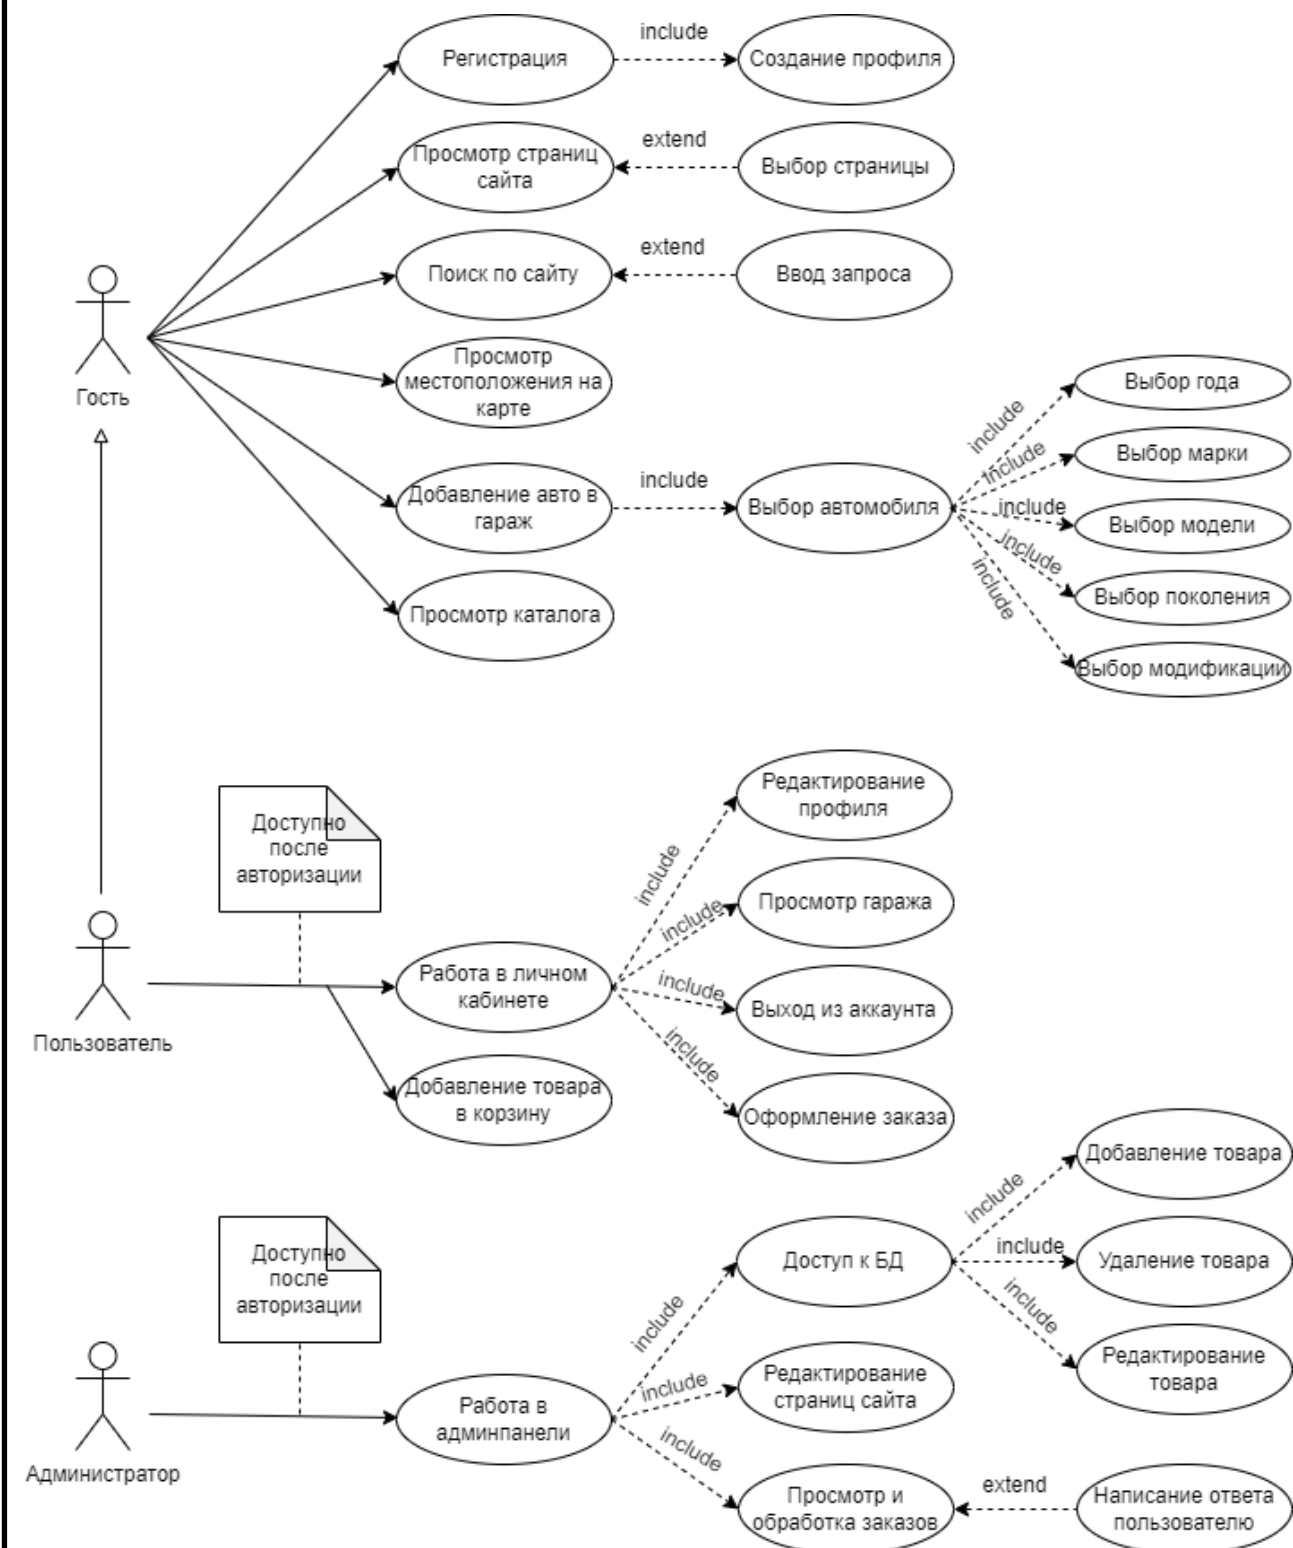 Регистрация
include
Создание профиля
Просмотр страниц
сайта
extend
Выбор страницы
Поиск по сайту
extend
Ввод запроса
Гость
Просмотр
местоположения на
карте
Добавление авто в
гараж
include
Выбор автомобиля
include
Выбор года
include
Выбор марки
include
Выбор модели
include
Выбор поколения
include
Выбор модификации
Просмотр каталога
Доступно
после
авторизации
Пользователь
Работа в личном
кабинете
Добавление товара
в корзину
include
Редактирование
профиля
include
Просмотр гаража
include
Выход из аккаунта
include
Оформление заказа
Доступно
после
авторизации
Администратор
Работа в
админпанели
include
Доступ к БД
include
Добавление товара
include
Удаление товара
include
Редактирование
товара
include
Редактирование
страниц сайта
include
Просмотр и
обработка заказов
extend
Написание ответа
пользователю